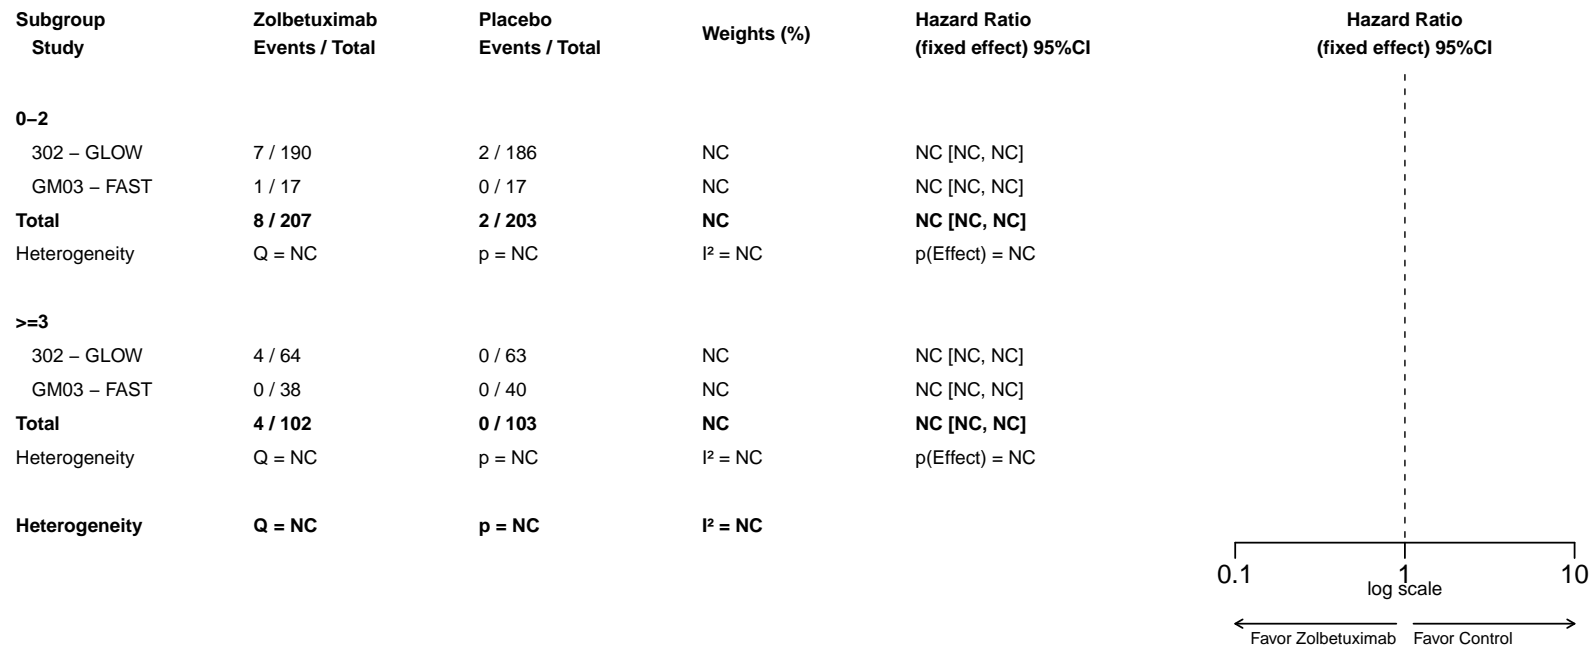 Subgroup Zolbetuximab Placebo Weights (%) Hazard Ratio Hazard Ratio
Study Events / Total Events / Total (fixed effect) 95%CI (fixed effect) 95%CI
0−2
302 − GLOW 7 / 190 2 / 186 NC NC [NC, NC]
GM03 − FAST 1 / 17 0 / 17 NC NC [NC, NC]
Total 8 / 207 2 / 203 NC NC [NC, NC]
Heterogeneity Q = NC p = NC I² = NC p(Effect) = NC
>=3
302 − GLOW 4 / 64 0 / 63 NC NC [NC, NC]
GM03 − FAST 0 / 38 0 / 40 NC NC [NC, NC]
Total 4 / 102 0 / 103 NC NC [NC, NC]
Heterogeneity Q = NC p = NC I² = NC p(Effect) = NC
Heterogeneity Q = NC p = NC I² = NC
0.1 1 10
log scale
Favor Zolbetuximab Favor Control